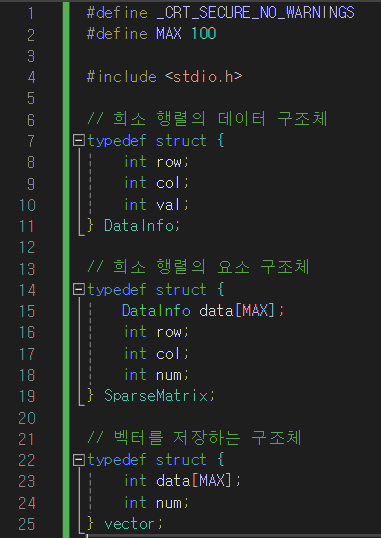 1 #define _CRT_SECURE_NO_WARNINGS
2 #define MAX 100
3
4 #include <stdio.h>
5
6 // 희소 행렬의 데이터 구조체
7 typedef struct {
8 int row;
9 int col;
10 int val;
11 } DataInfo;
12
13 // 희소 행렬의 요소 구조체
14 typedef struct {
15 DataInfo data[MAX];
16 int row;
17 int col;
18 int num;
19 } SparseMatrix;
20
21 // 벡터를 저장하는 구조체
22 typedef struct {
23 int data[MAX];
24 int num;
25 } vector;